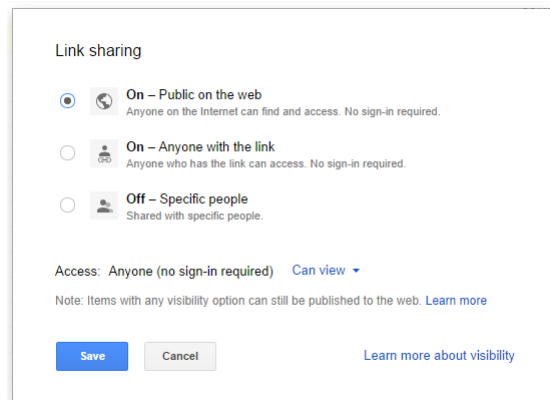 Link sharing
On – Public on the web
Anyone on the Internet can find and access. No sign-in required.
On – Anyone with the link
Anyone who has the link can access. No sign-in required.
Off – Specific people
Shared with specific people.
Access: Anyone (no sign-in required) Can view
Note: Items with any visibility option can still be published to the web. Learn more
Save Cancel Learn more about visibility